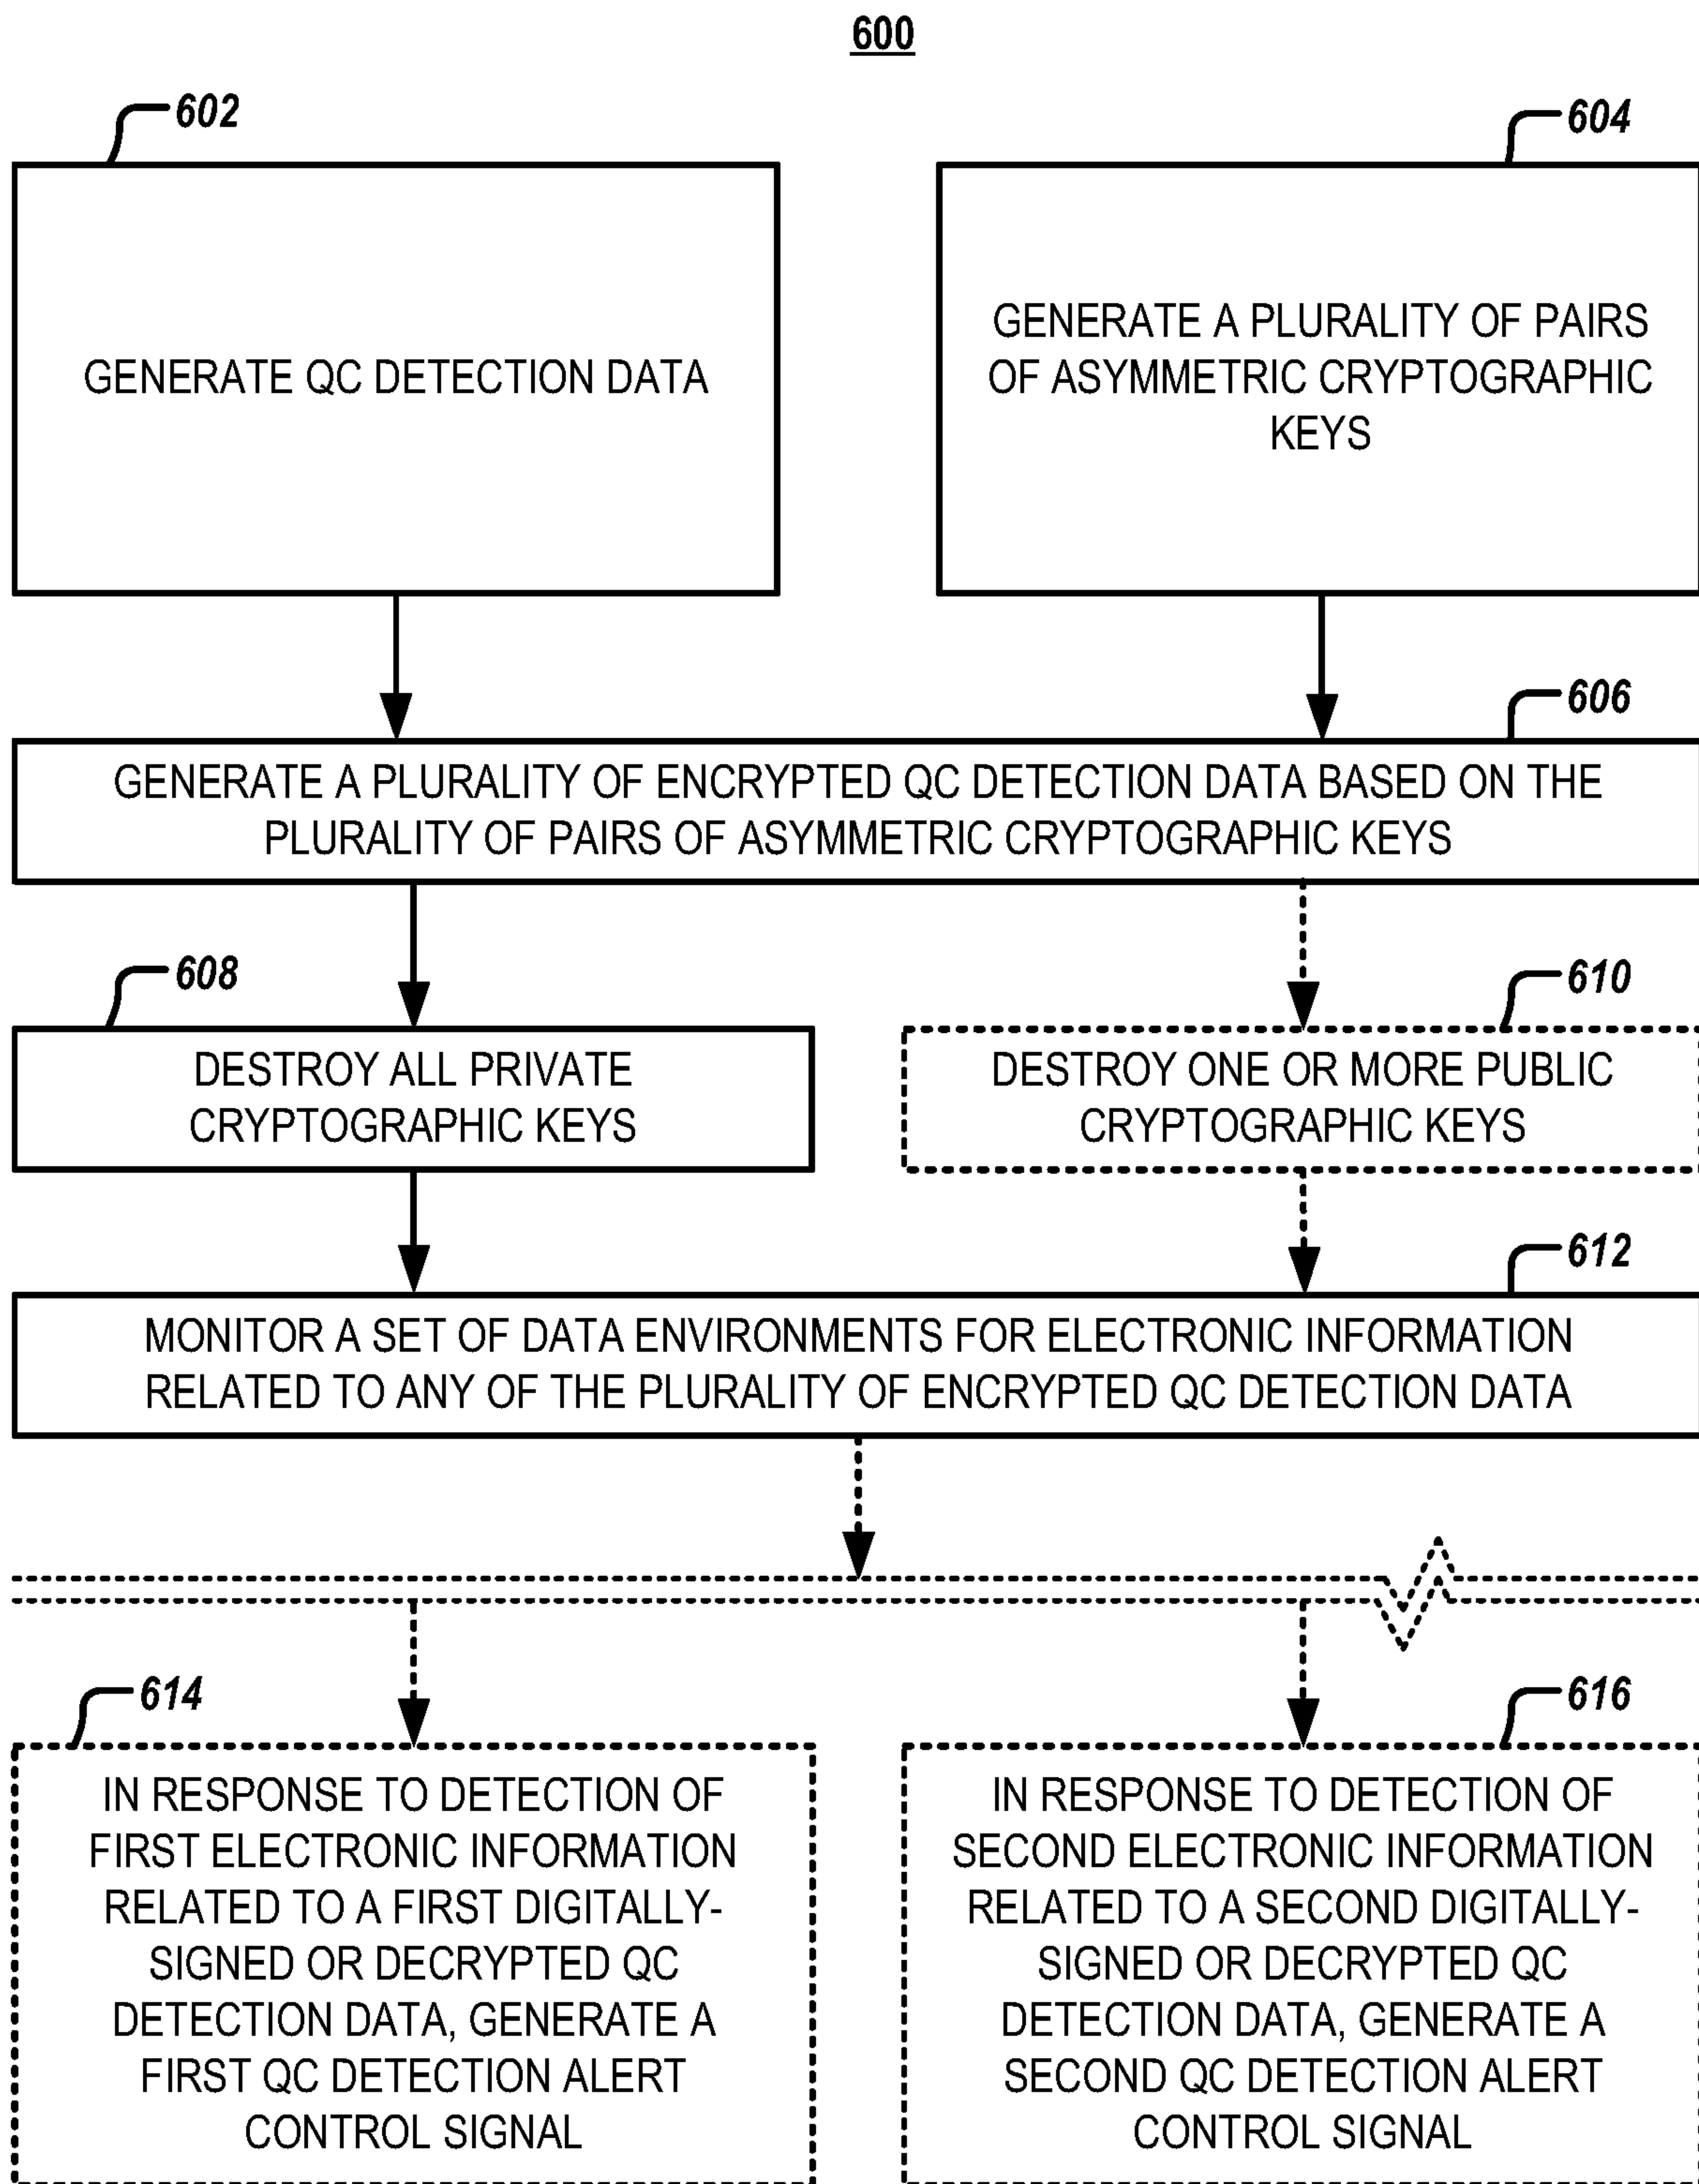 600
602
604
GENERATE QC DETECTION DATA
GENERATE A PLURALITY OF PAIRS
OF ASYMMETRIC CRYPTOGRAPHIC
KEYS
606
GENERATE A PLURALITY OF ENCRYPTED QC DETECTION DATA BASED ON THE
PLURALITY OF PAIRS OF ASYMMETRIC CRYPTOGRAPHIC KEYS
608
610
DESTROY ALL PRIVATE
CRYPTOGRAPHIC KEYS
DESTROY ONE OR MORE PUBLIC
CRYPTOGRAPHIC KEYS
612
MONITOR A SET OF DATA ENVIRONMENTS FOR ELECTRONIC INFORMATION
RELATED TO ANY OF THE PLURALITY OF ENCRYPTED QC DETECTION DATA
614
616
IN RESPONSE TO DETECTION OF
FIRST ELECTRONIC INFORMATION
RELATED TO A FIRST DIGITALLY-
SIGNED OR DECRYPTED QC
DETECTION DATA, GENERATE A
FIRST QC DETECTION ALERT
CONTROL SIGNAL
IN RESPONSE TO DETECTION OF
SECOND ELECTRONIC INFORMATION
RELATED TO A SECOND DIGITALLY-
SIGNED OR DECRYPTED QC
DETECTION DATA, GENERATE A
SECOND QC DETECTION ALERT
CONTROL SIGNAL